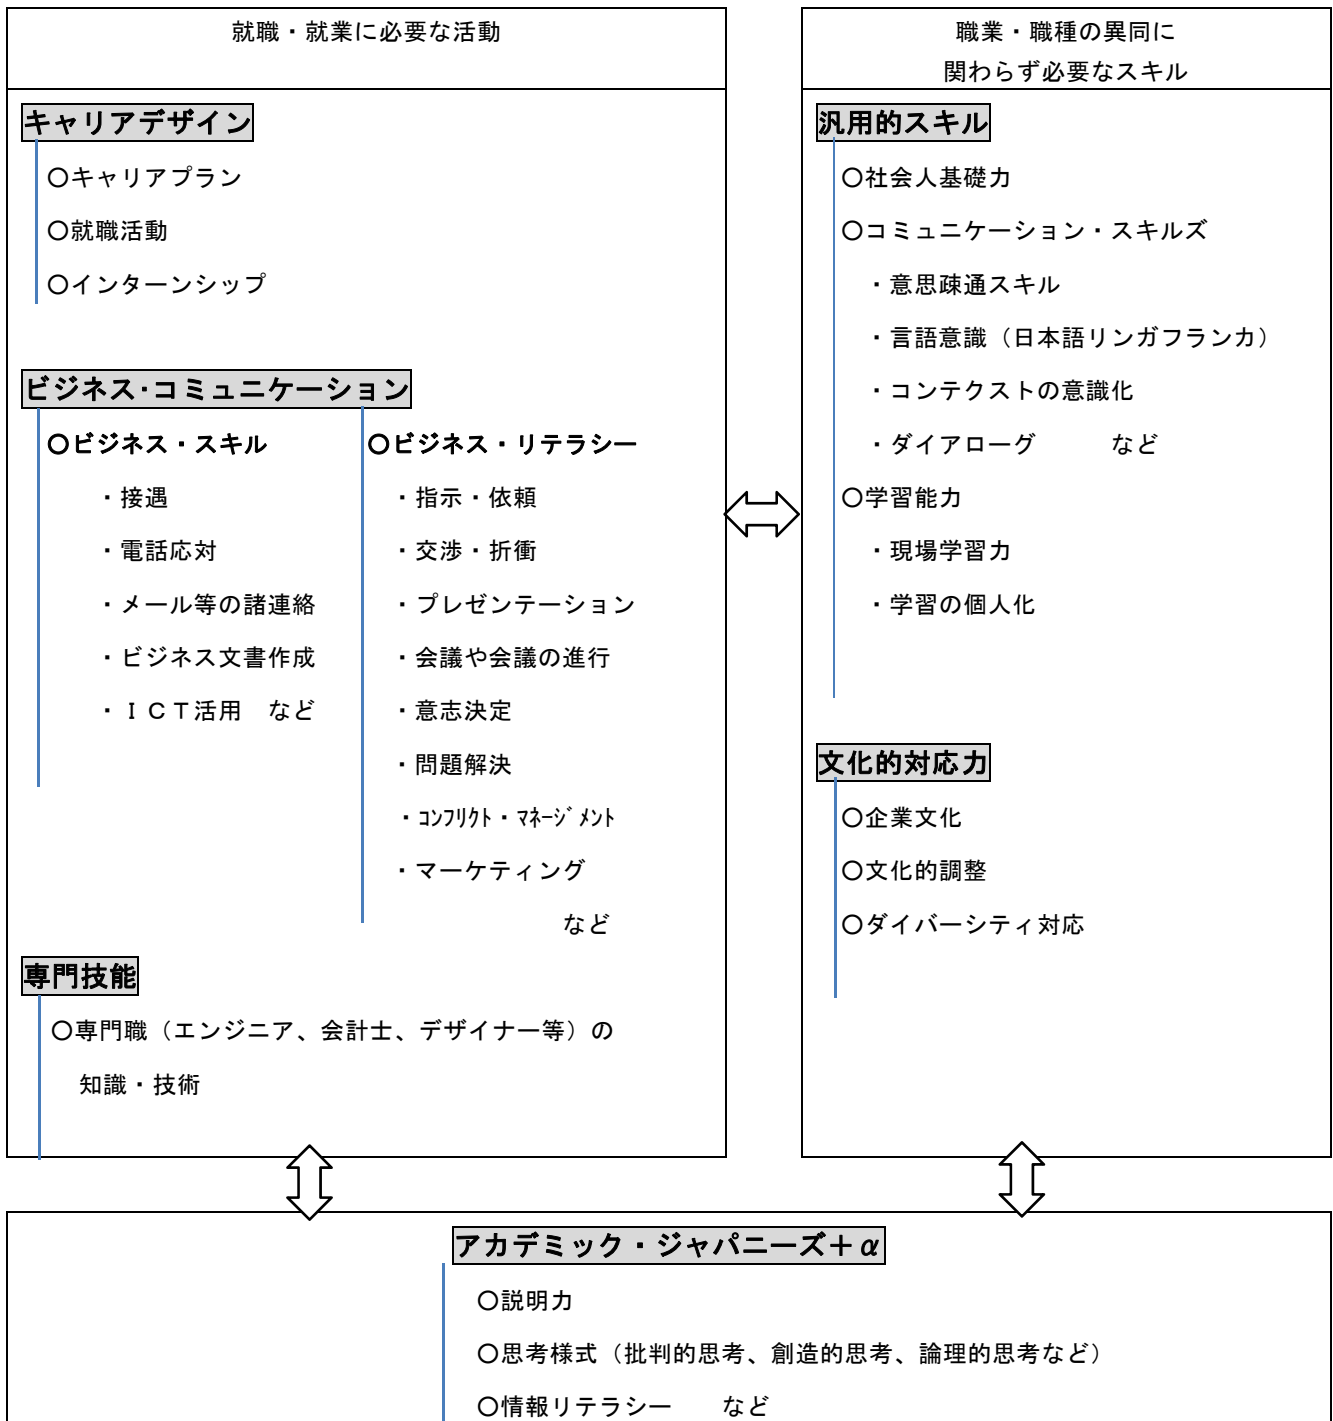 就職・就業に必要な活動
キャリアデザイン
〇キャリアプラン
〇就職活動
〇インターンシップ
ビジネス・コミュニケーション
〇ビジネス・スキル
・接遇
・電話応対
・メール等の諸連絡
・ビジネス文書作成
・ＩＣＴ活用　など
〇ビジネス・リテラシー
・指示・依頼
・交渉・折衝
・プレゼンテーション
・会議や会議の進行
・意志決定
・問題解決
・ｺﾝﾌﾘｸﾄ・ﾏﾈｰｼﾞﾒﾝﾄ
・マーケティング
など
専門技能
〇専門職（エンジニア、会計士、デザイナー等）の
知識・技術
職業・職種の異同に
関わらず必要なスキル
汎用的スキル
〇社会人基礎力
〇コミュニケーション・スキルズ
・意思疎通スキル
・言語意識（日本語リンガフランカ）
・コンテクストの意識化
・ダイアローグ　　　など
〇学習能力
・現場学習力
・学習の個人化
文化的対応力
〇企業文化
〇文化的調整
〇ダイバーシティ対応
アカデミック・ジャパニーズ＋α
〇説明力
〇思考様式（批判的思考、創造的思考、論理的思考など）
〇情報リテラシー　　など